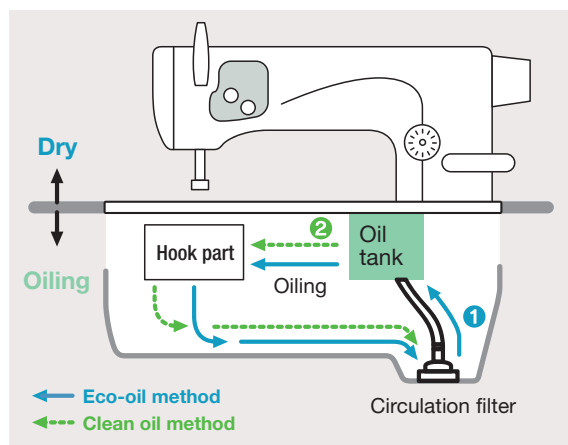 Dry
Oiling
Hook part
2
Oil
tank
Oiling
1
Circulation filter
Eco-oil method
Clean oil method